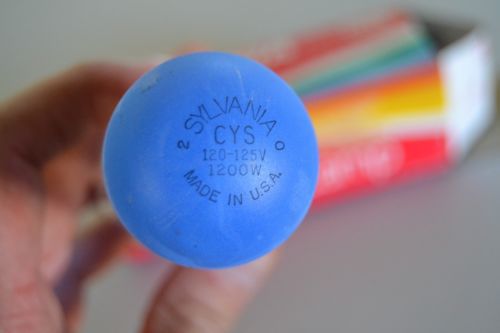 SYLVANIA
2 CYS 0
120-125V
1200W
MADE IN U.S.A.